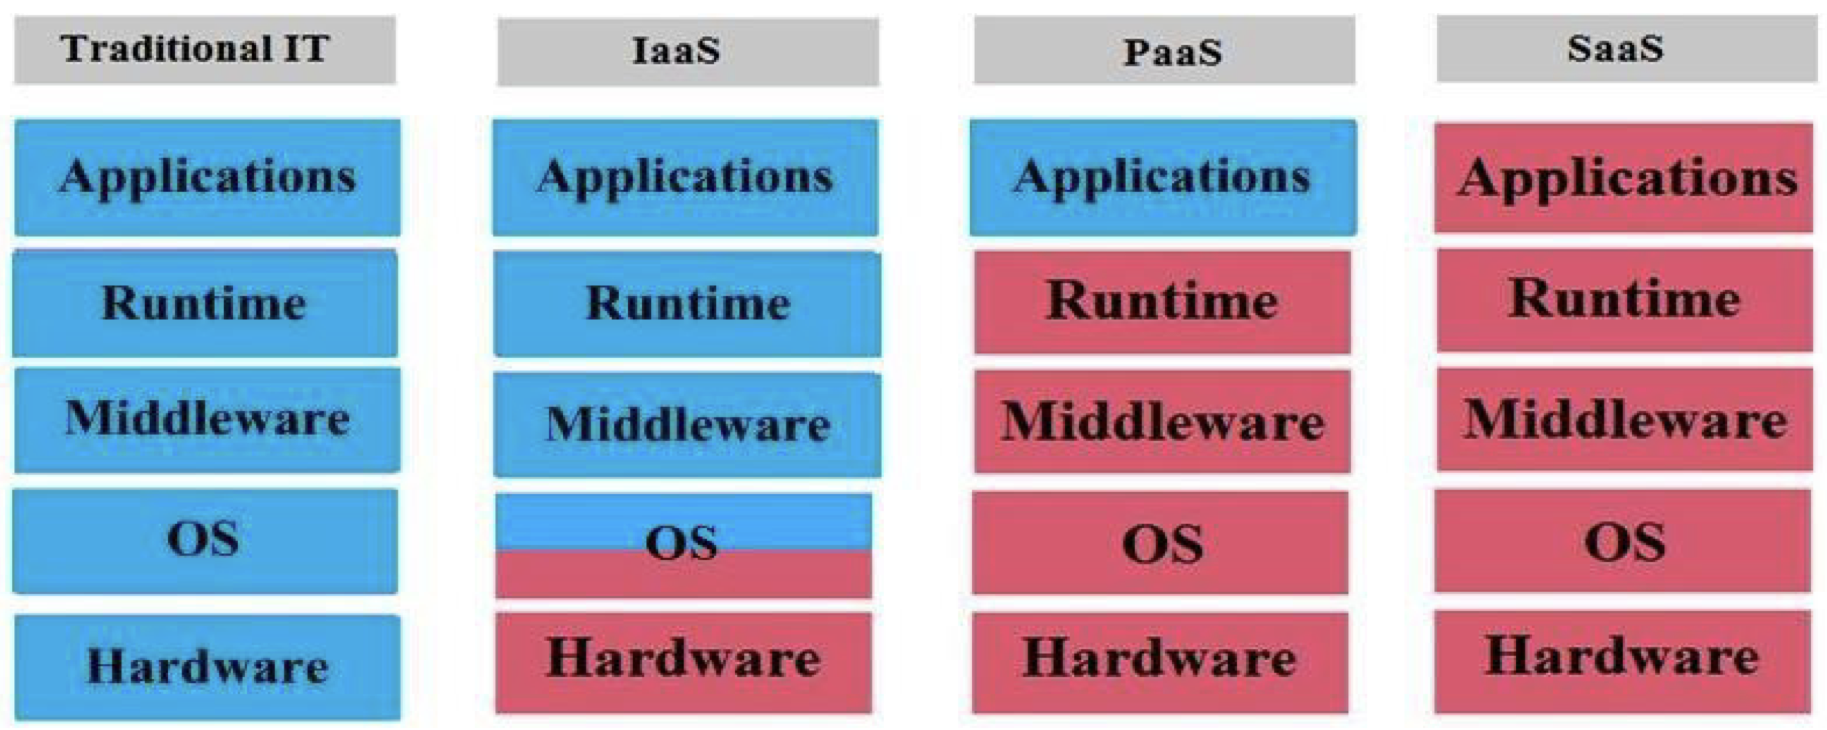 Traditional IT
IaaS
PaaS
SaaS
Applications
Applications
Applications
Applications
Runtime
Runtime
Runtime
Runtime
Middleware
Middleware
Middleware
Middleware
OS
OS
OS
OS
Hardware
Hardware
Hardware
Hardware